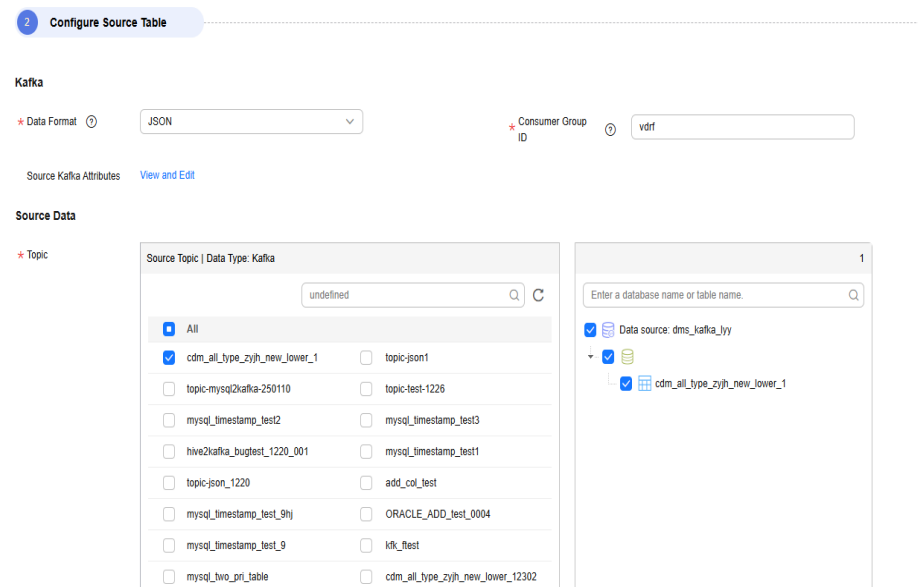 2 Configure Source Table
Kafka
* Data Format ? JSON
* Consumer Group ID ? vdrf
Source Kafka Attributes View and Edit
Source Data
* Topic
Source Topic | Data Type: Kafka
1
undefined
Enter a database name or table name.
All
Data source: dms_kafka_lyy
cdm_all_type_zyjh_new_lower_1 topic-json1
cdm_all_type_zyjh_new_lower_1
topic-mysql2kafka-250110 topic-test-1226
mysql_timestamp_test2 mysql_timestamp_test3
hive2kafka_bugtest_1220_001 mysql_timestamp_test1
topic-json_1220 add_col_test
mysql_timestamp_test_9hj ORACLE_ADD_test_0004
mysql_timestamp_test_9 kfk_ftest
mysql_two_pri_table cdm_all_type_zyjh_new_lower_12302